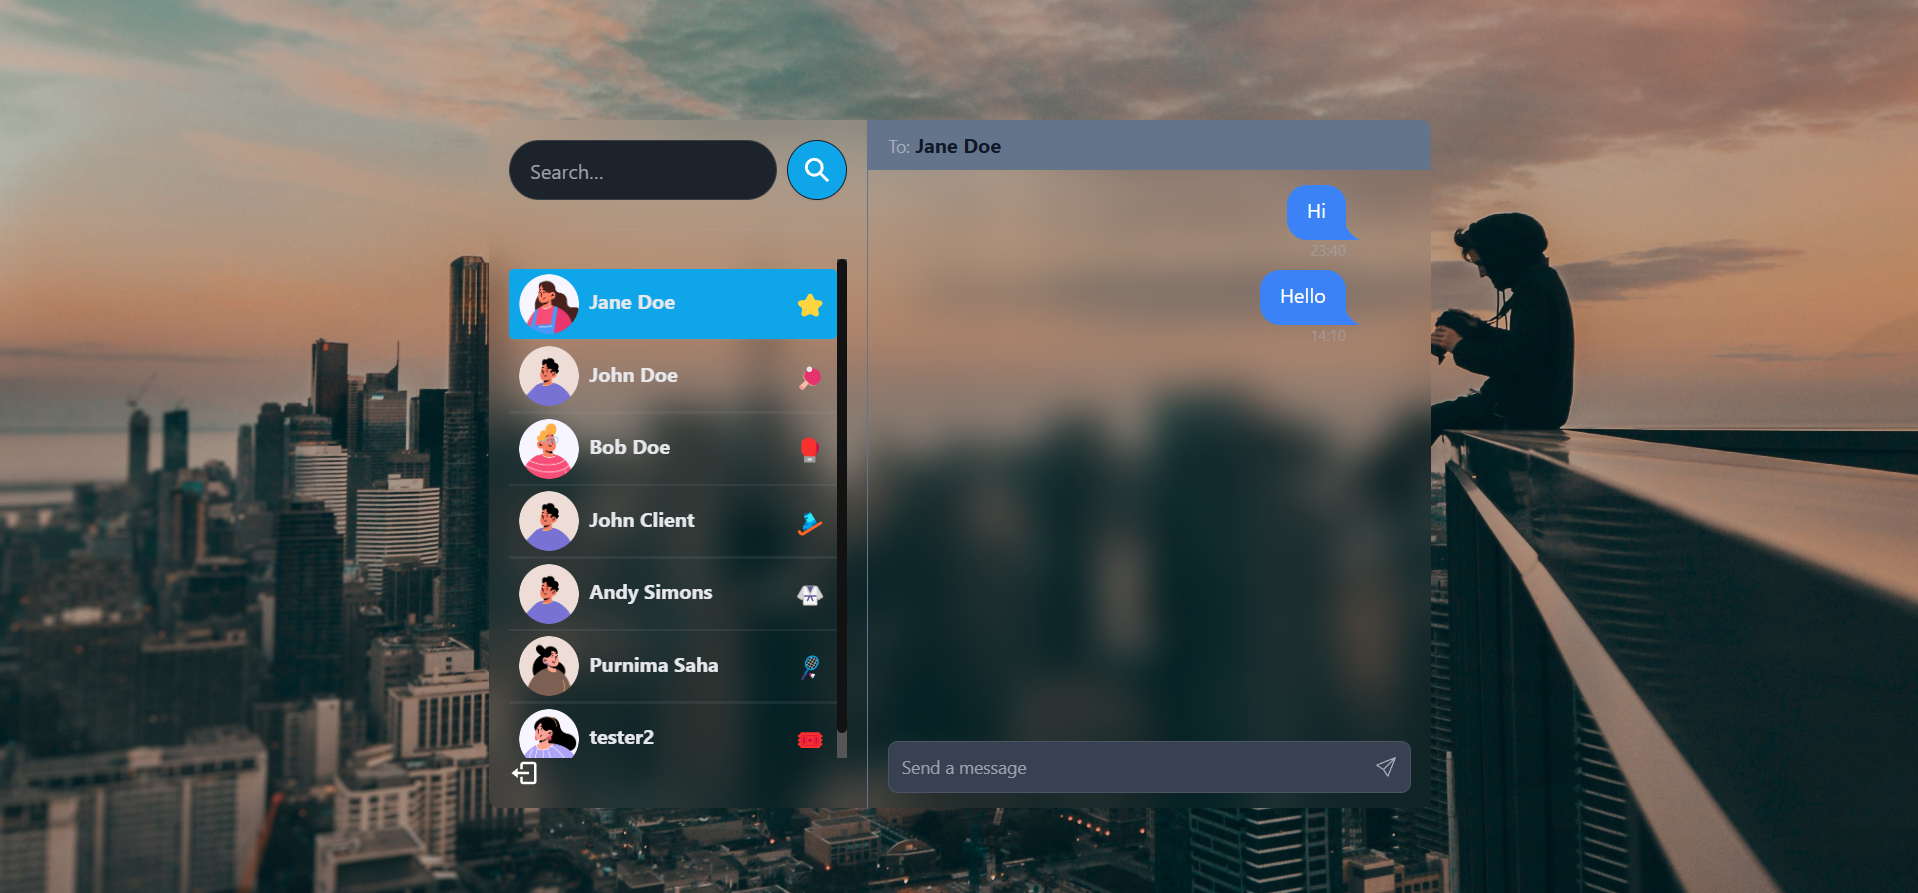 Search...
Jane Doe
John Doe
Bob Doe
John Client
Andy Simons
Purnima Saha
tester2
To: Jane Doe
Hi
23:40
Hello
14:10
Send a message